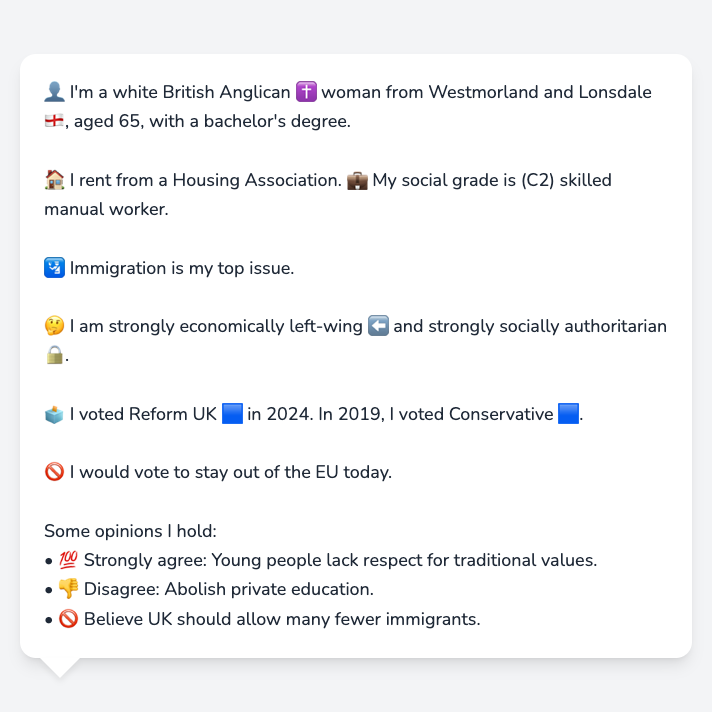 👤 I'm a white British Anglican ✝️ woman from Westmorland and Lonsdale
🏴󠁧󠁢󠁥󠁮󠁧󠁿, aged 65, with a bachelor's degree.
🏠 I rent from a Housing Association. 💼 My social grade is (C2) skilled
manual worker.
🛂 Immigration is my top issue.
🤔 I am strongly economically left-wing ⬅️ and strongly socially authoritarian
🔒.
🗳️ I voted Reform UK 🟦 in 2024. In 2019, I voted Conservative 🟦.
🚫 I would vote to stay out of the EU today.
Some opinions I hold:
• 💯 Strongly agree: Young people lack respect for traditional values.
• 👎 Disagree: Abolish private education.
• 🚫 Believe UK should allow many fewer immigrants.